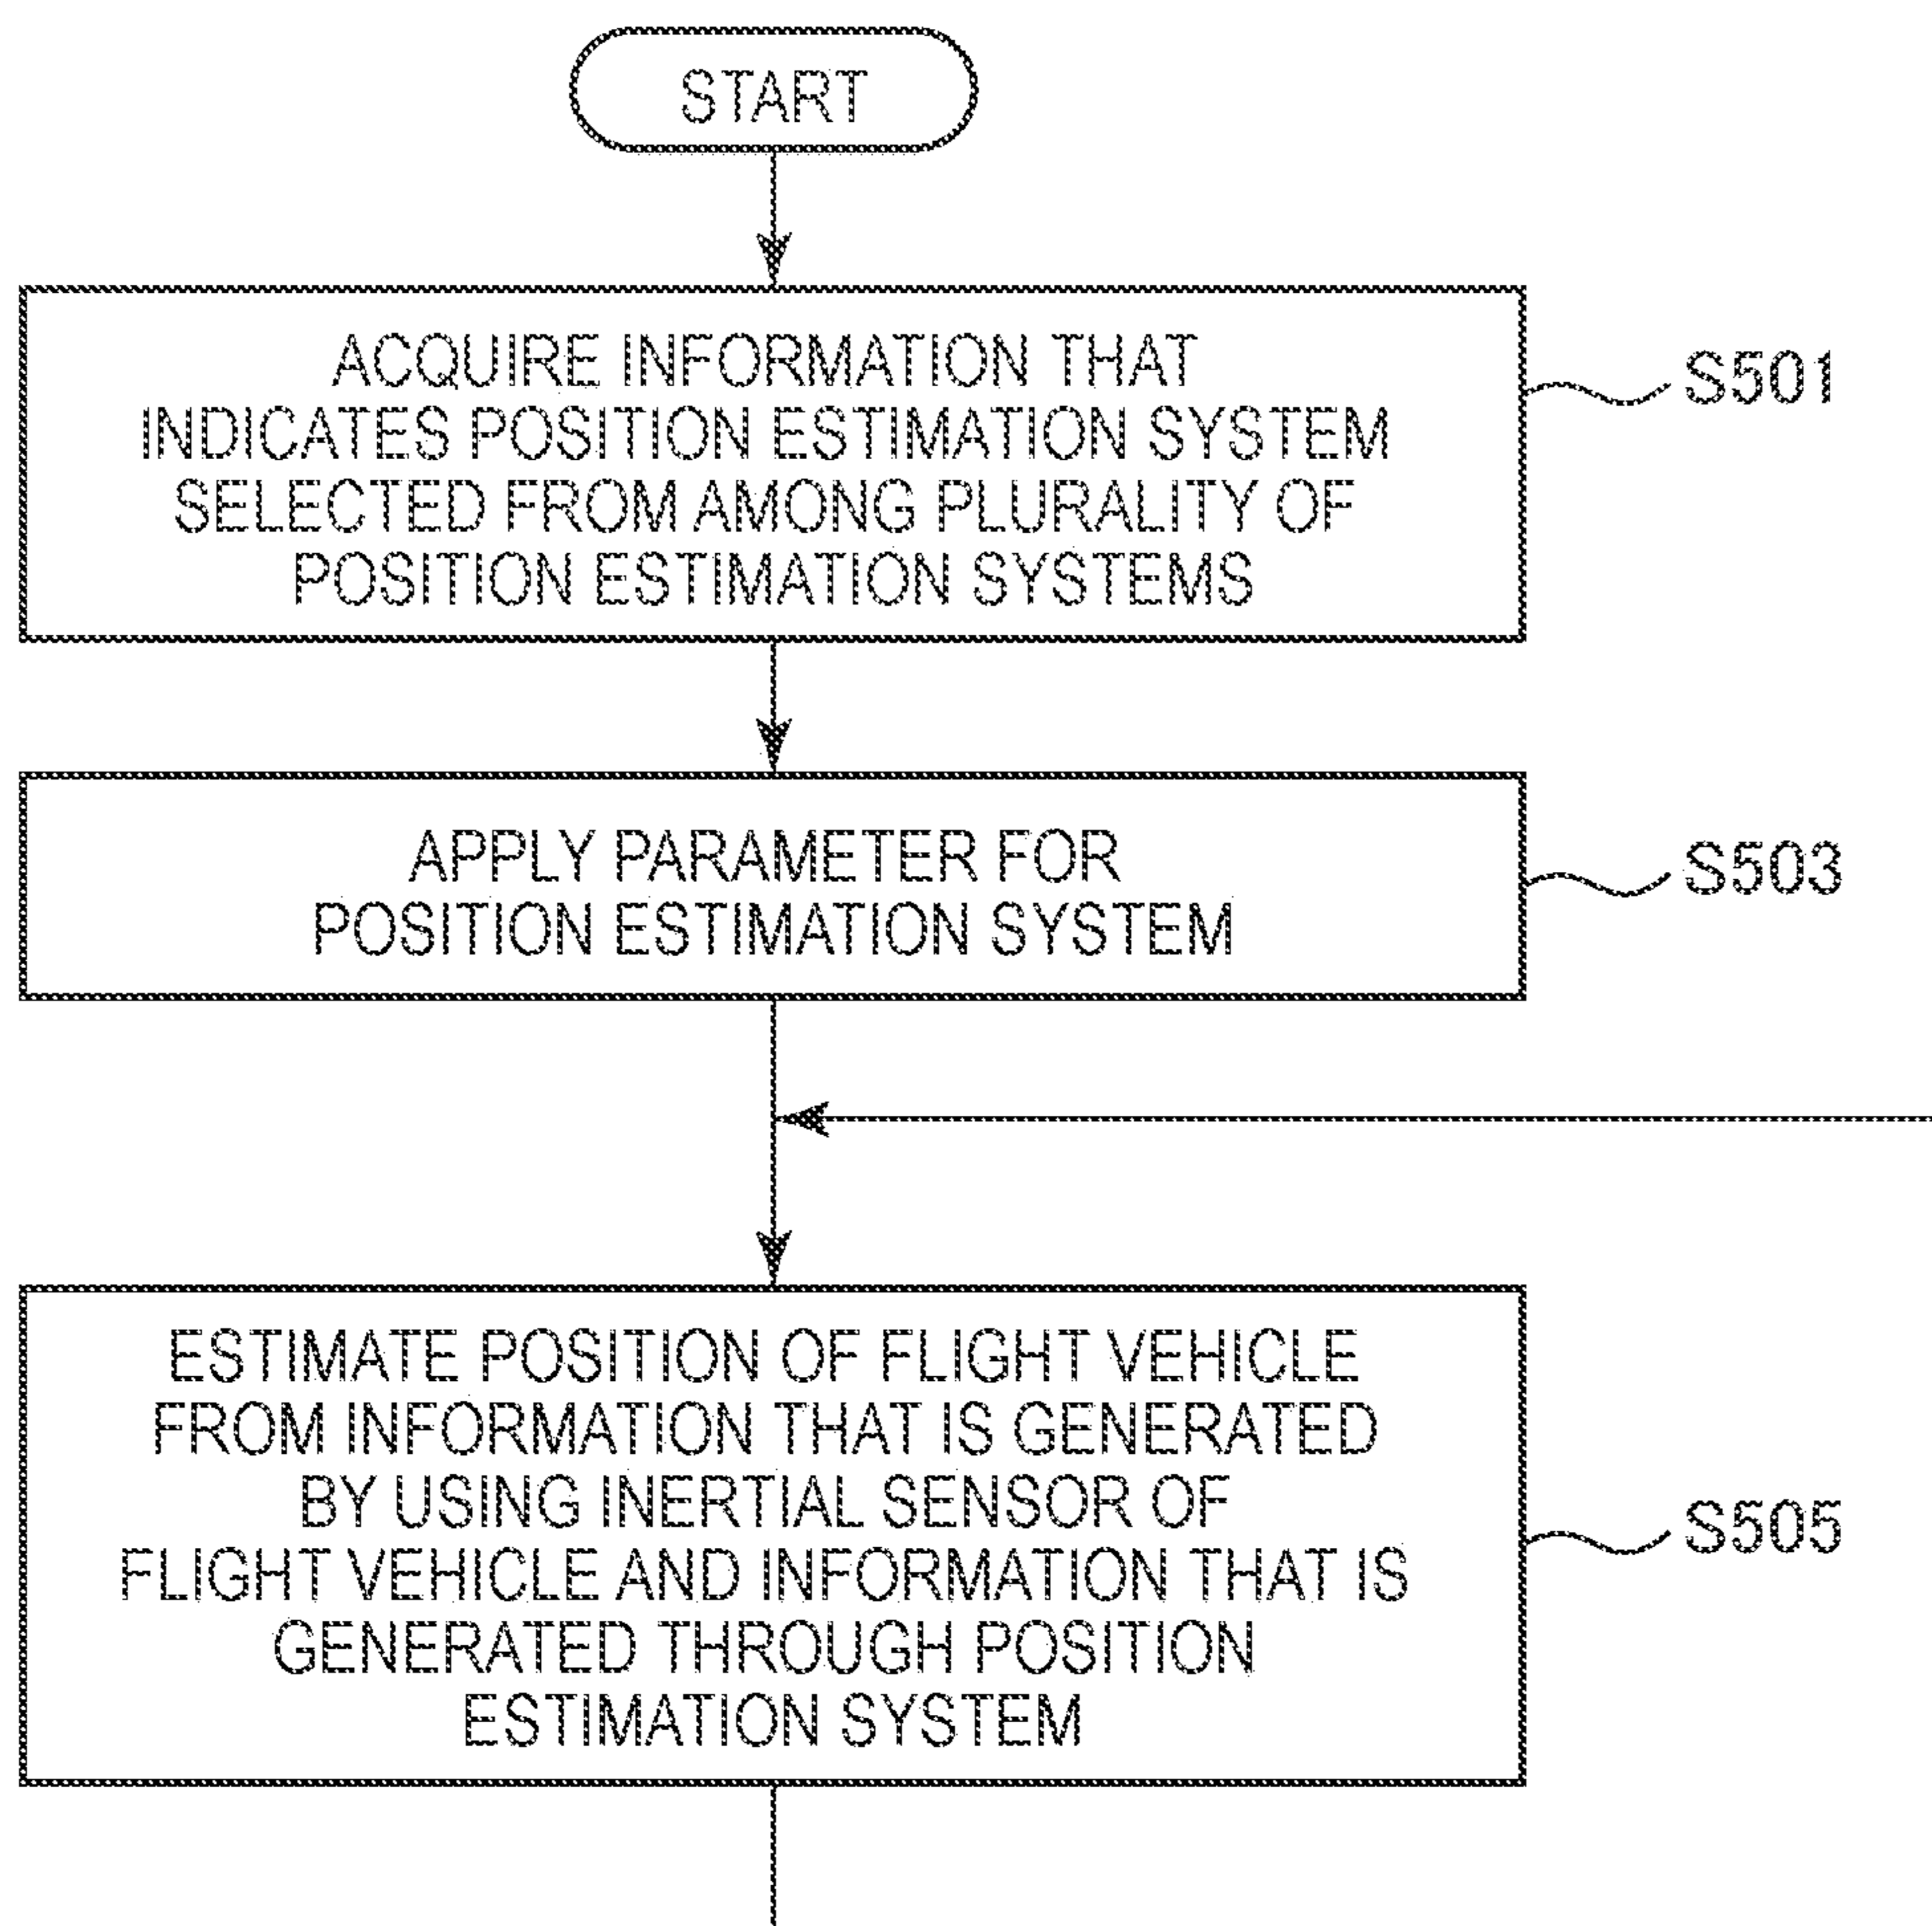 START
ACQUIRE INFORMATION THAT
INDICATES POSITION ESTIMATION SYSTEM
SELECTED FROM AMONG PLURALITY OF
POSITION ESTIMATION SYSTEMS
S501
APPLY PARAMETER FOR
POSITION ESTIMATION SYSTEM
S503
ESTIMATE POSITION OF FLIGHT VEHICLE
FROM INFORMATION THAT IS GENERATED
BY USING INERTIAL SENSOR OF
FLIGHT VEHICLE AND INFORMATION THAT IS
GENERATED THROUGH POSITION
ESTIMATION SYSTEM
S505